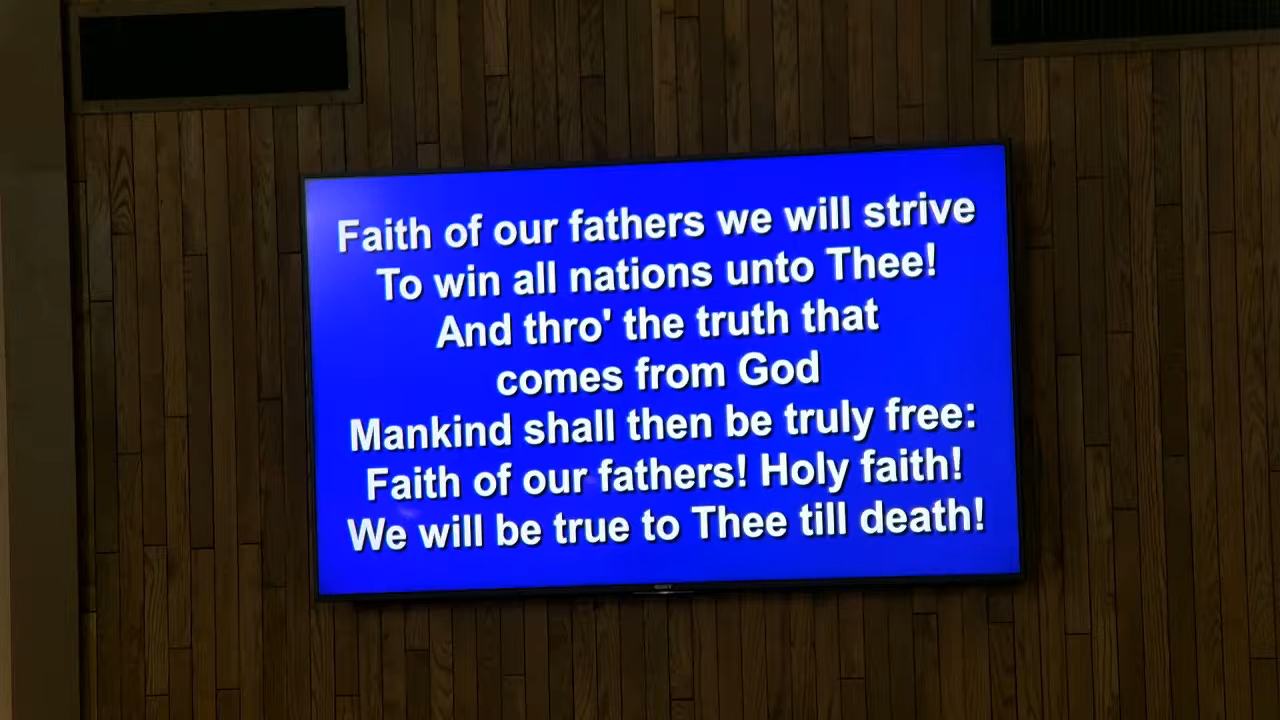 Faith of our fathers we will strive
To win all nations unto Thee!
And thro' the truth that
comes from God
Mankind shall then be truly free:
Faith of our fathers! Holy faith!
We will be true to Thee till death!
SONY